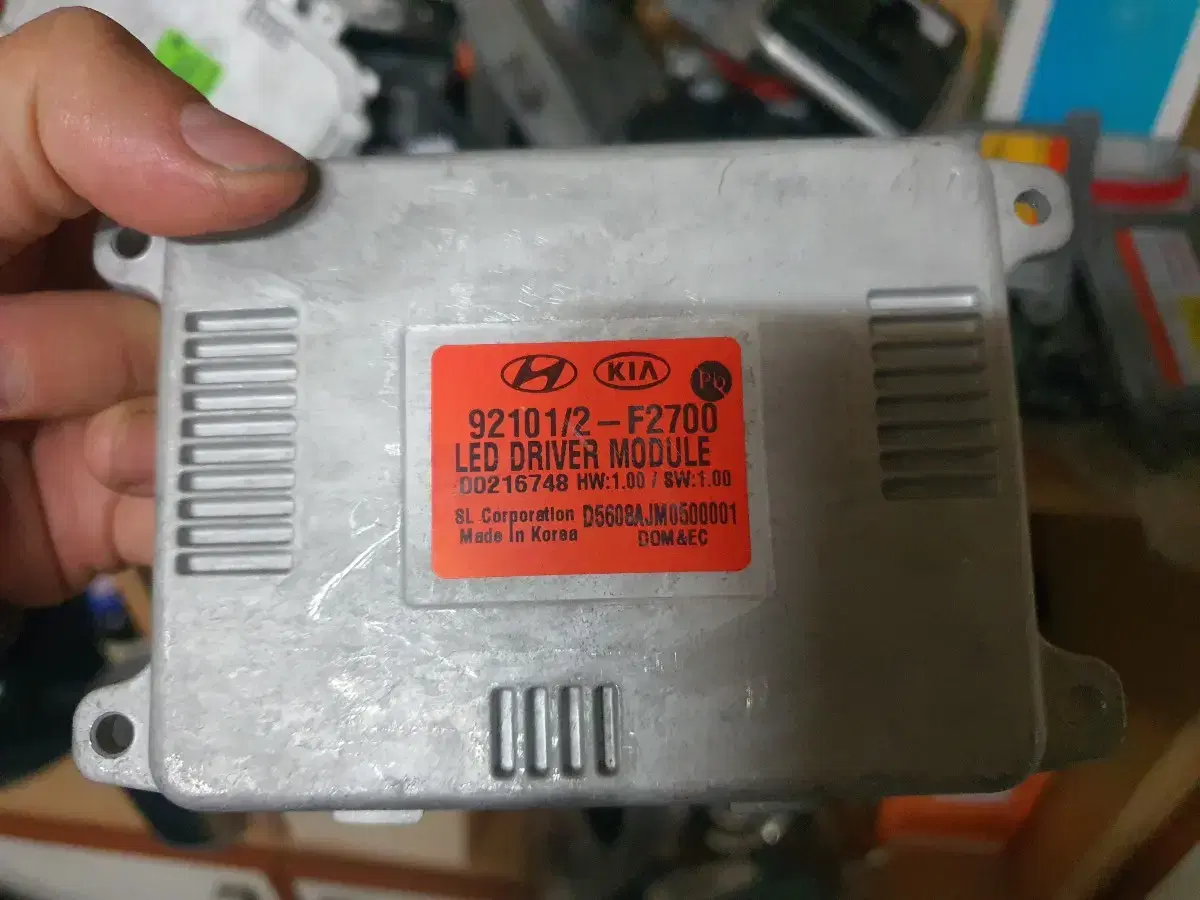 KIA Pb
92101/2-F2700
LED DRIVER MODULE
00216748 HW:1.00 / SW:1.00
SL Corporation D5608AJM0500001
Made In Korea DOM&EC